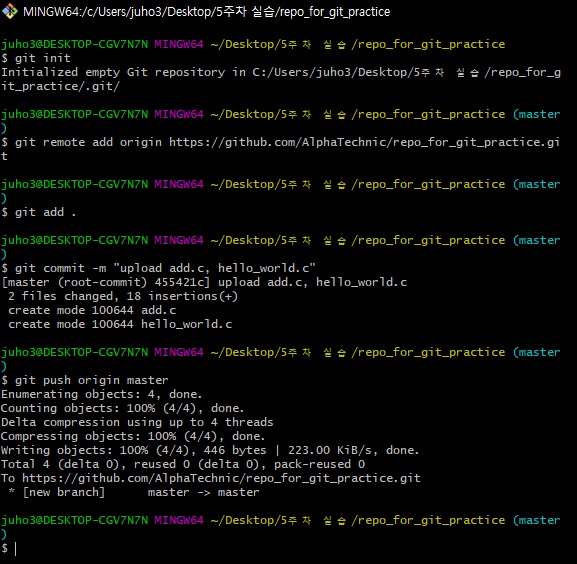 MINGW64:/c/Users/juho3/Desktop/5주차 실습/repo_for_git_practice
juho3@DESKTOP-CGV7N7N MINGW64 ~/Desktop/5주차 실습/repo_for_git_practice
$ git init
Initialized empty Git repository in C:/Users/juho3/Desktop/5주차 실습/repo_for_g
it_practice/.git/
juho3@DESKTOP-CGV7N7N MINGW64 ~/Desktop/5주차 실습/repo_for_git_practice (master
)
$ git remote add origin https://github.com/AlphaTechnic/repo_for_git_practice.gi
t
juho3@DESKTOP-CGV7N7N MINGW64 ~/Desktop/5주차 실습/repo_for_git_practice (master
)
$ git add .
juho3@DESKTOP-CGV7N7N MINGW64 ~/Desktop/5주차 실습/repo_for_git_practice (master
)
$ git commit -m "upload add.c, hello_world.c"
[master (root-commit) 455421c] upload add.c, hello_world.c
 2 files changed, 18 insertions(+)
 create mode 100644 add.c
 create mode 100644 hello_world.c
juho3@DESKTOP-CGV7N7N MINGW64 ~/Desktop/5주차 실습/repo_for_git_practice (master
)
$ git push origin master
Enumerating objects: 4, done.
Counting objects: 100% (4/4), done.
Delta compression using up to 4 threads
Compressing objects: 100% (4/4), done.
Writing objects: 100% (4/4), 446 bytes | 223.00 KiB/s, done.
Total 4 (delta 0), reused 0 (delta 0), pack-reused 0
To https://github.com/AlphaTechnic/repo_for_git_practice.git
 * [new branch]      master -> master
juho3@DESKTOP-CGV7N7N MINGW64 ~/Desktop/5주차 실습/repo_for_git_practice (master
)
$